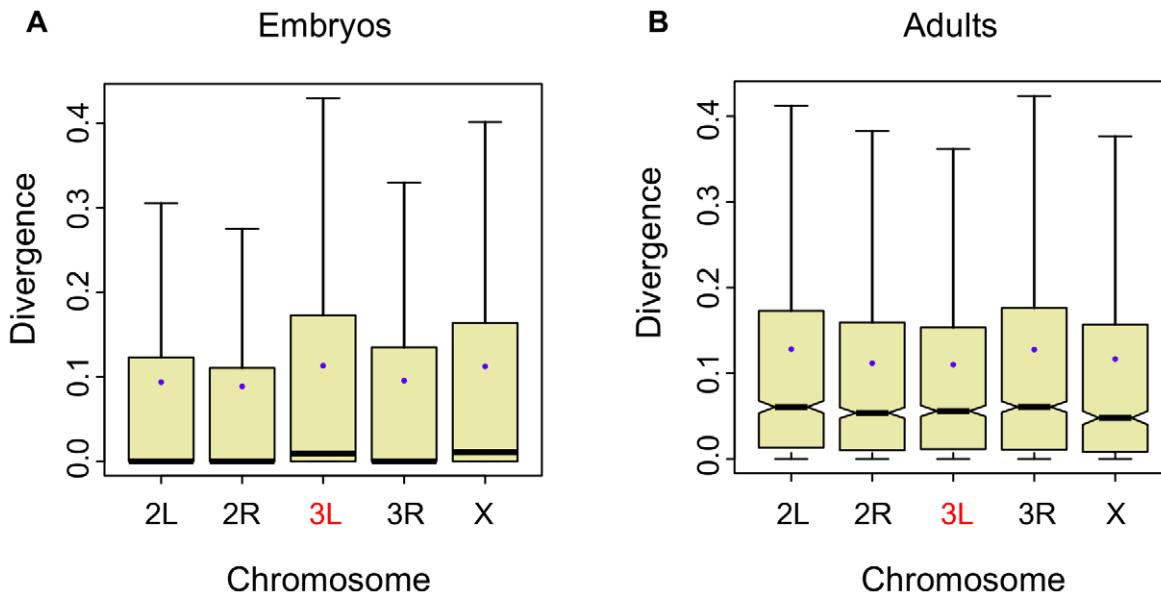 A
Embryos
Divergence
0.4
0.3
0.2
0.1
0.0
2L 2R 3L 3R X
Chromosome
B
Adults
Divergence
0.4
0.3
0.2
0.1
0.0
2L 2R 3L 3R X
Chromosome